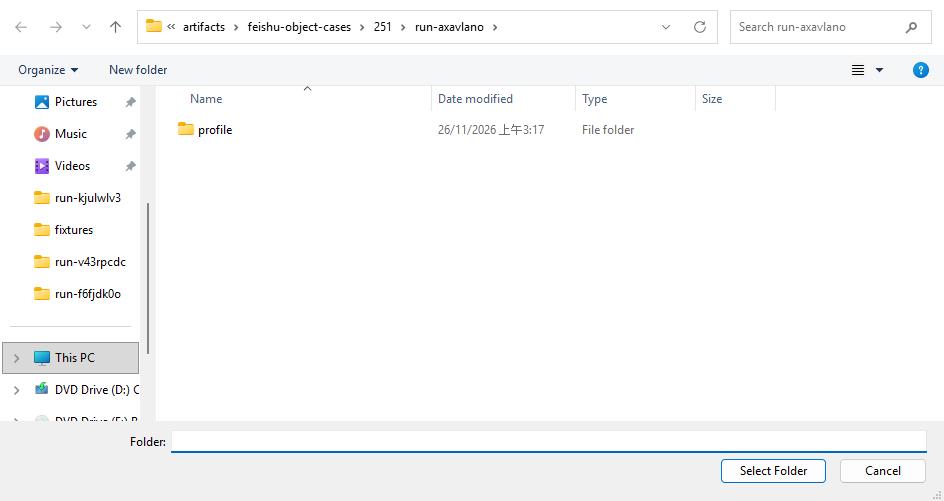 artifacts › feishu-object-cases › 251 › run-axavlano ›
Search run-axavlano
Organize
New folder
Name
Date modified
Type
Size
Pictures
Music
Videos
run-kjulwlv3
fixtures
run-v43rpcdc
run-f6fjdk0o
This PC
DVD Drive (D:) C
profile
26/11/2026 上午3:17
File folder
Folder:
Select Folder
Cancel